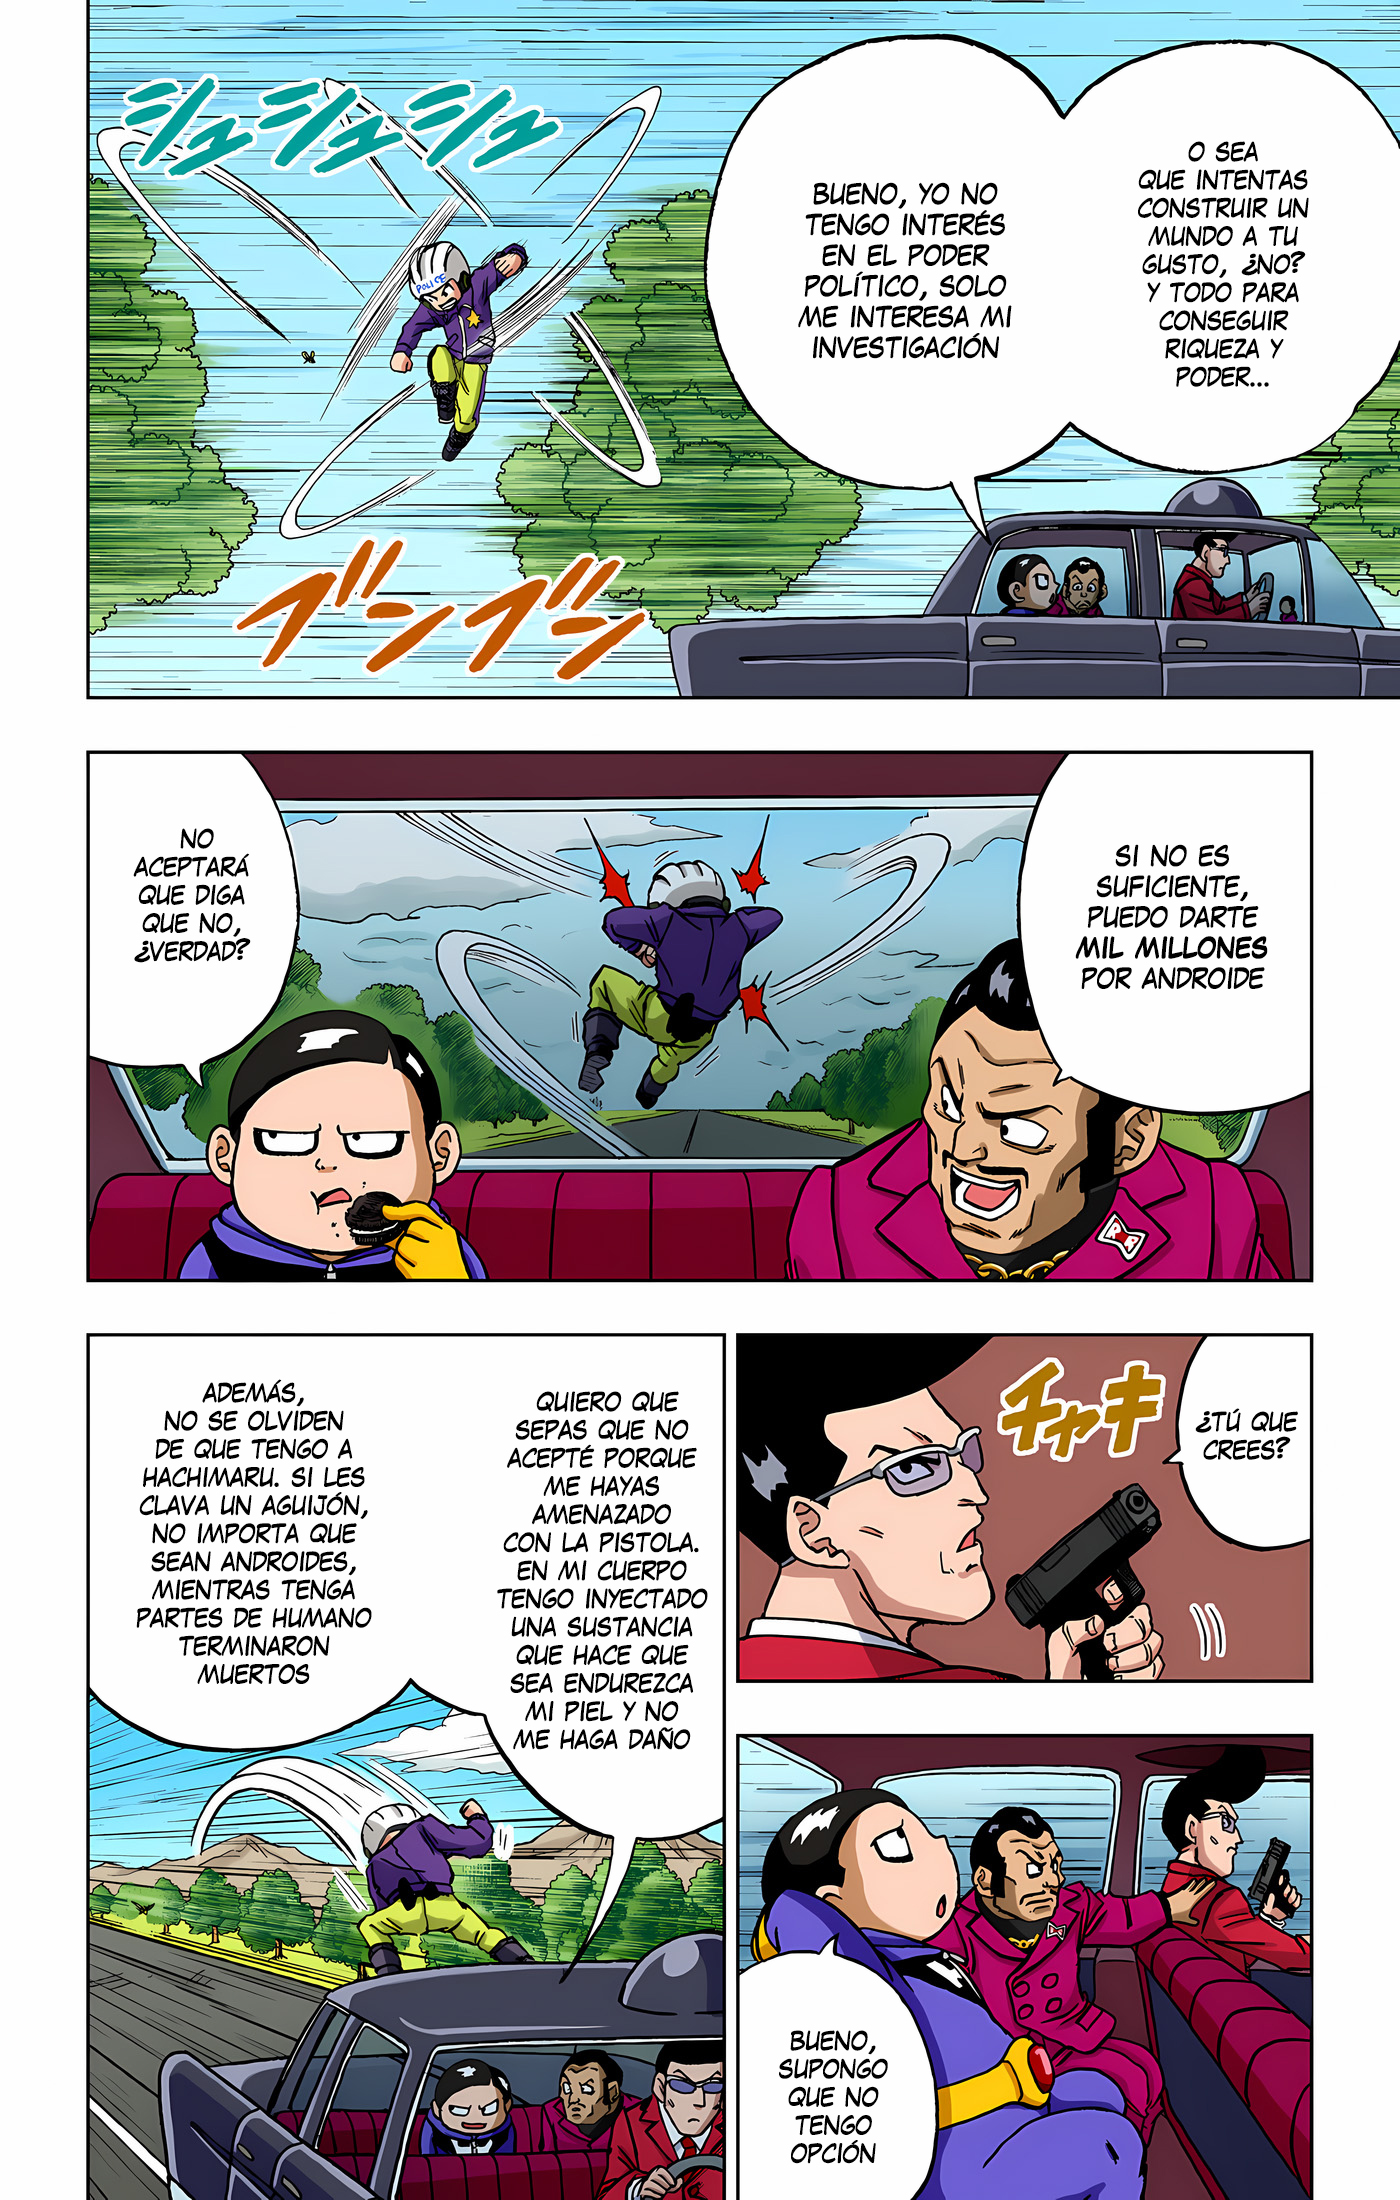 O SEA
QUE INTENTAS
CONSTRUIR UN
MUNDO A TU
GUSTO, ¿NO?
Y TODO PARA
CONSEGUIR
RIQUEZA Y
PODER...
BUENO, YO NO
TENGO INTERÉS
EN EL PODER
POLÍTICO, SOLO
ME INTERESA MI
INVESTIGACIÓN
シュシュシュ
POLICE
ブンブン
SI NO ES
SUFICIENTE,
PUEDO DARTE
MIL MILLONES
POR ANDROIDE
NO
ACEPTARÁ
QUE DIGA
QUE NO,
¿VERDAD?
RR
¿TÚ QUE
CREES?
チャキ
BUENO,
SUPONGO
QUE NO
TENGO
OPCIÓN
QUIERO QUE
SEPAS QUE NO
ACEPTÉ PORQUE
ME HAYAS
AMENAZADO
CON LA PISTOLA.
EN MI CUERPO
TENGO INYECTADO
UNA SUSTANCIA
QUE HACE QUE
SEA ENDUREZCA
MI PIEL Y NO
ME HAGA DAÑO
ADEMÁS,
NO SE OLVIDEN
DE QUE TENGO A
HACHIMARU. SI LES
CLAVA UN AGUIJÓN,
NO IMPORTA QUE
SEAN ANDROIDES,
MIENTRAS TENGA
PARTES DE HUMANO
TERMINARON
MUERTOS